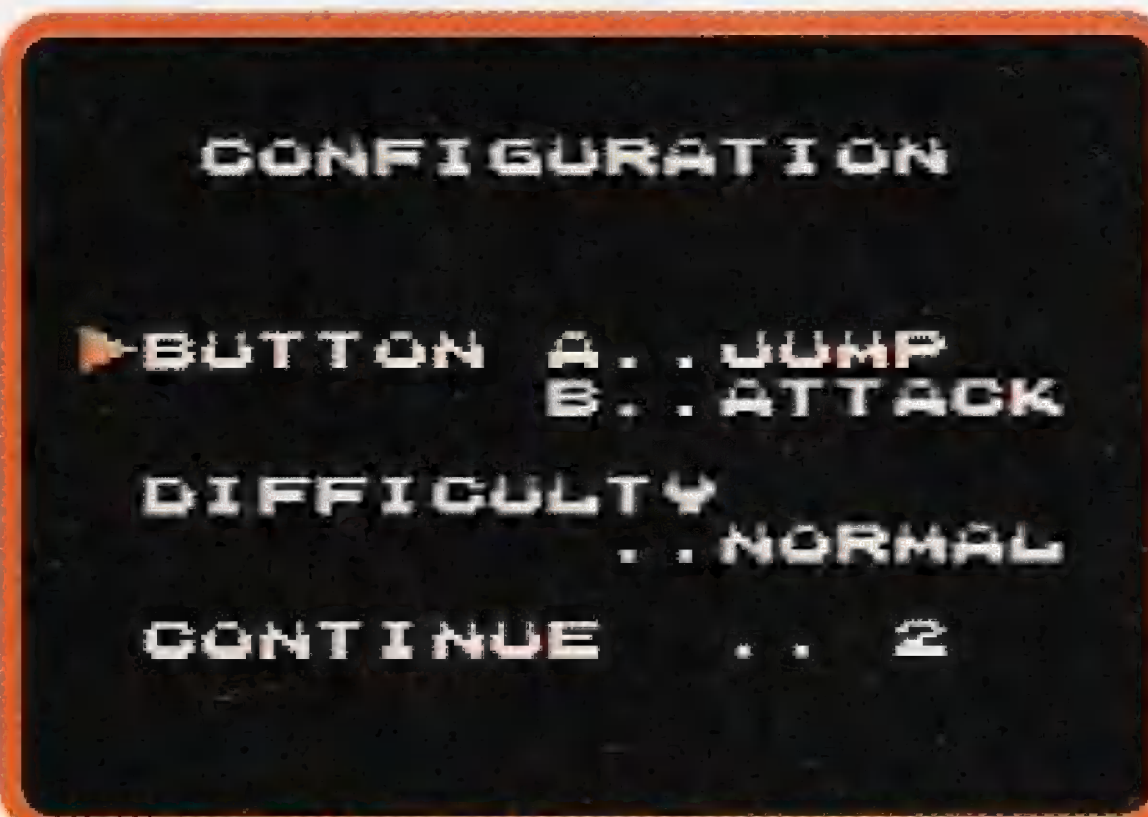 CONFIGURATION
BUTTON A..JUMP
B..ATTACK
DIFFICULTY
..NORMAL
CONTINUE .. 2